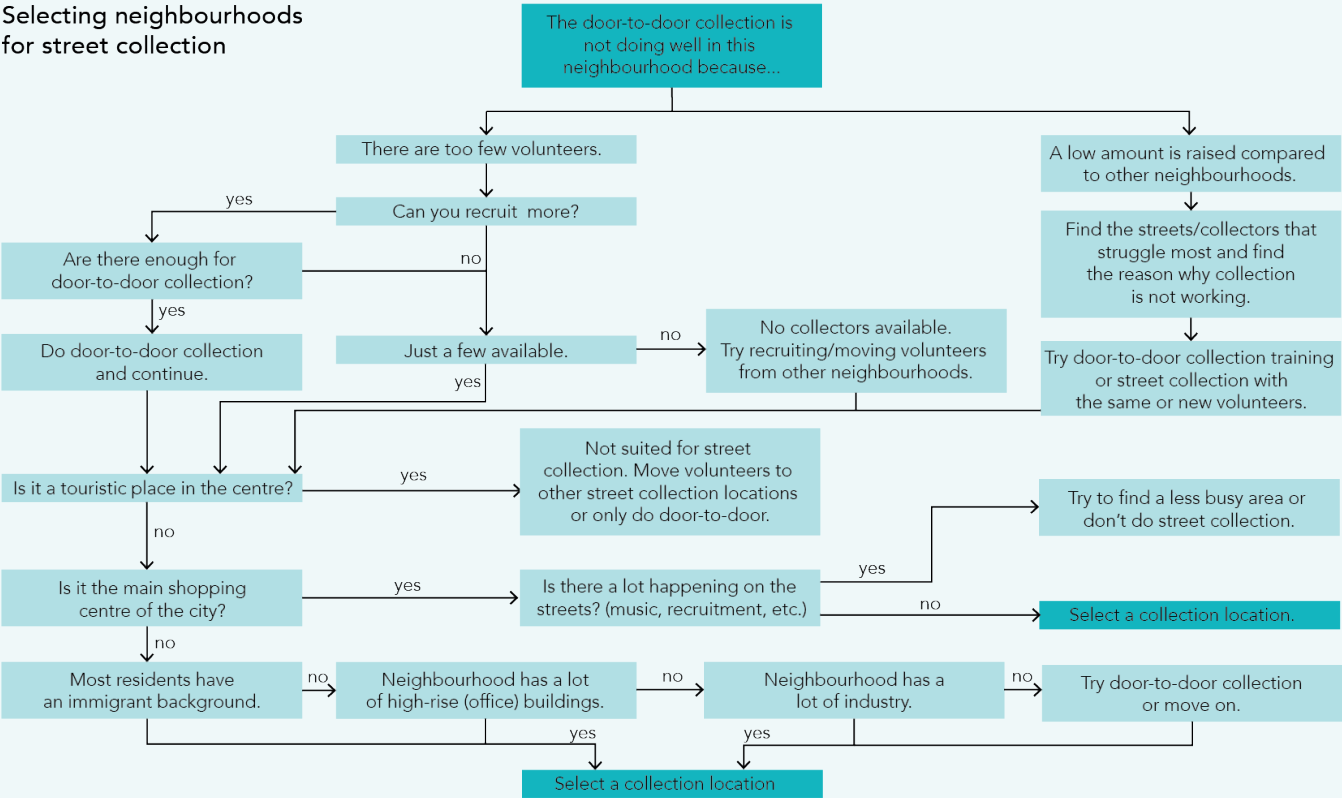 Selecting neighbourhoods
for street collection
The door-to-door collection is
not doing well in this
neighbourhood because...
There are too few volunteers.
A low amount is raised compared
to other neighbourhoods.
yes
Can you recruit more?
Find the streets/collectors that
struggle most and find
the reason why collection
is not working.
Are there enough for
door-to-door collection?
no
yes
Do door-to-door collection
and continue.
Just a few available.
no
No collectors available.
Try recruiting/moving volunteers
from other neighbourhoods.
Try door-to-door collection training
or street collection with
the same or new volunteers.
yes
Is it a touristic place in the centre?
yes
Not suited for street
collection. Move volunteers to
other street collection locations
or only do door-to-door.
Try to find a less busy area or
don't do street collection.
no
Is it the main shopping
centre of the city?
yes
Is there a lot happening on the
streets? (music, recruitment, etc.)
yes
no
Select a collection location.
no
Most residents have
an immigrant background.
no
Neighbourhood has a lot
of high-rise (office) buildings.
no
Neighbourhood has a
lot of industry.
no
Try door-to-door collection
or move on.
yes
yes
Select a collection location